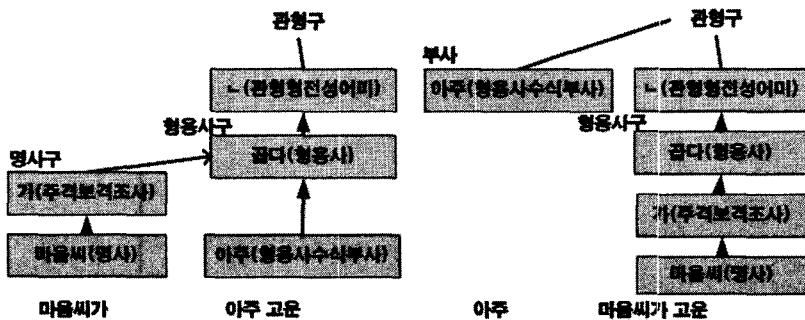 관형구
ㄴ(관형형전성어미)
형용사구
곱다(형용사)
명사구
가(주격보격조사)
마음씨(명사)
아주(형용사수식부사)
마음씨가
아주 고운
관형구
부사
아주(형용사수식부사)
ㄴ(관형형전성어미)
형용사구
곱다(형용사)
가(주격보격조사)
마음씨(명사)
아주
마음씨가 고운